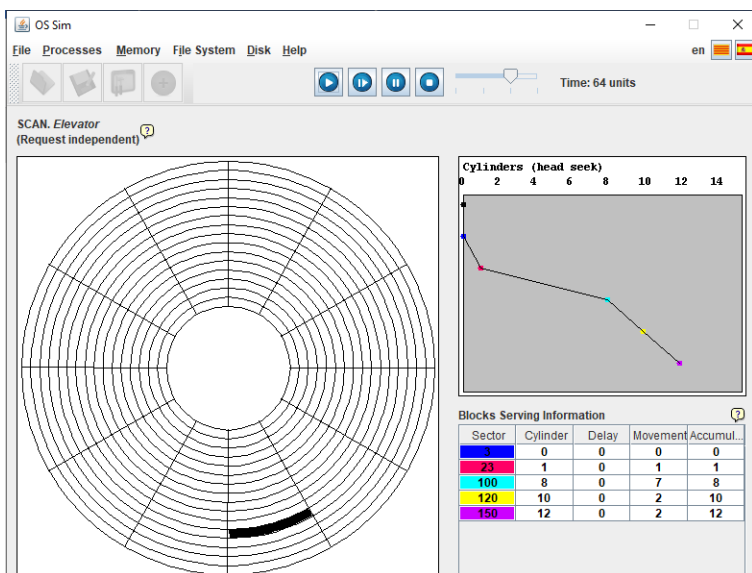 OS Sim
File Processes Memory File System Disk Help en
Time: 64 units
SCAN. Elevator
(Request independent)
Cylinders (head seek)
0 2 4 6 8 10 12 14
Blocks Serving Information
Sector Cylinder Delay Movement Accumul...
3 0 0 0 0
23 1 0 1 1
100 8 0 7 8
120 10 0 2 10
150 12 0 2 12